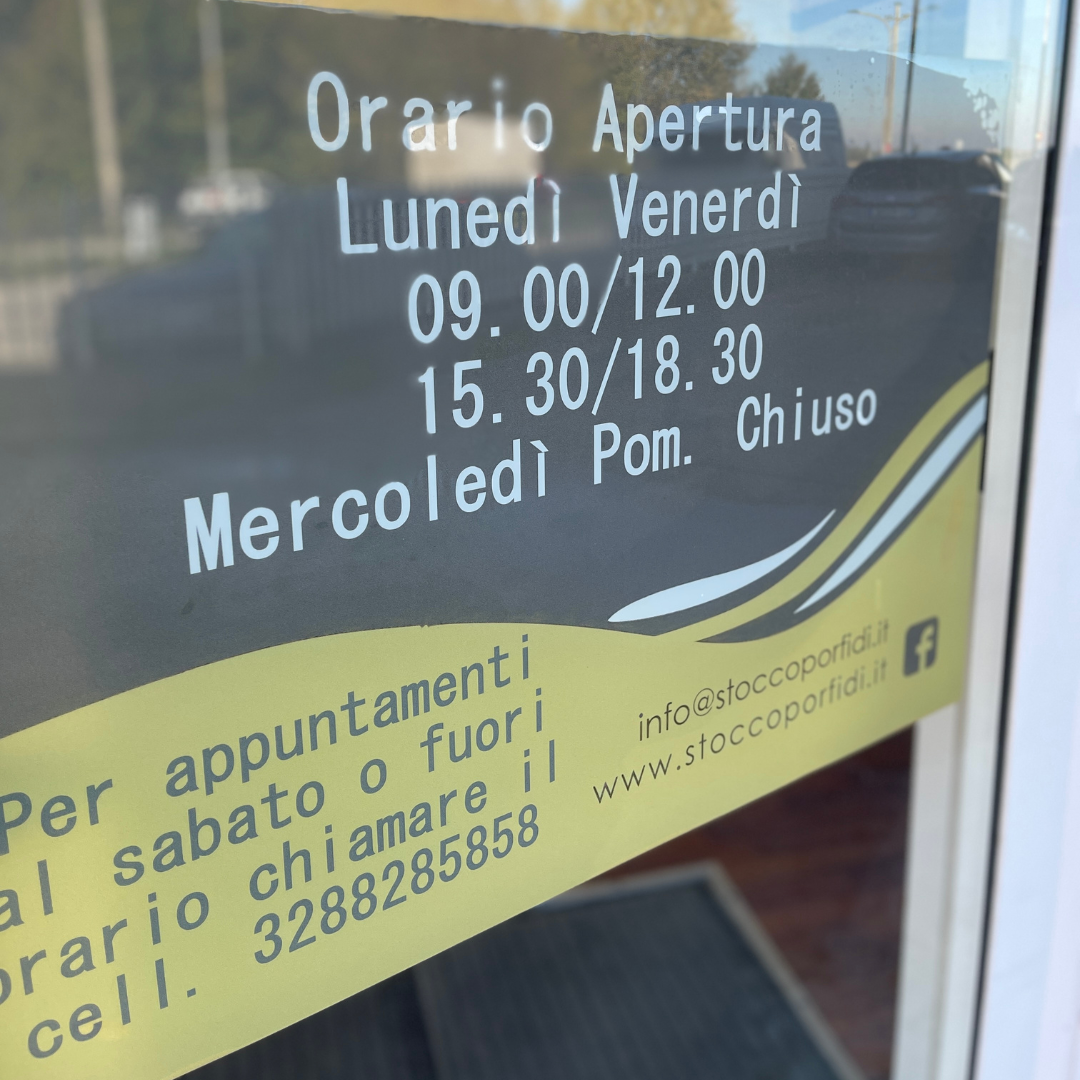 Orario Apertura
Lunedì Venerdì
09.00/12.00
15.30/18.30
Mercoledì Pom. Chiuso
Per appuntamenti
al sabato o fuori
orario chiamare il
cell. 3288285858
info@stoccoporfidi.it
www.stoccoporfidi.it
f